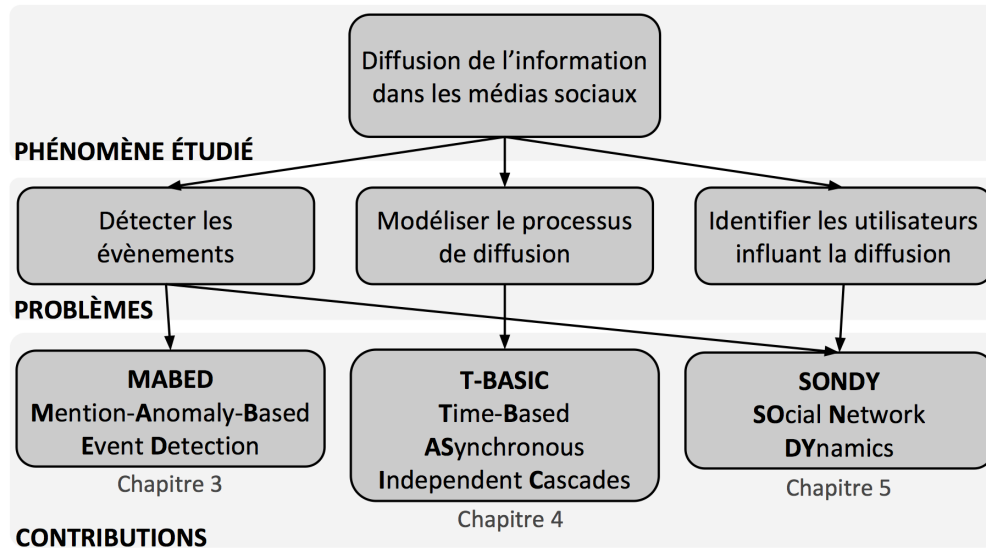 Diffusion de l'information
dans les médias sociaux
PHÉNOMÈNE ÉTUDIÉ
Détecter les
évènements
Modéliser le processus
de diffusion
Identifier les utilisateurs
influant la diffusion
PROBLÈMES
MABED
Mention-Anomaly-Based
Event Detection
Chapitre 3
T-BASIC
Time-Based
ASynchronous
Independent Cascades
Chapitre 4
SONDY
SOcial Network
DYnamics
Chapitre 5
CONTRIBUTIONS